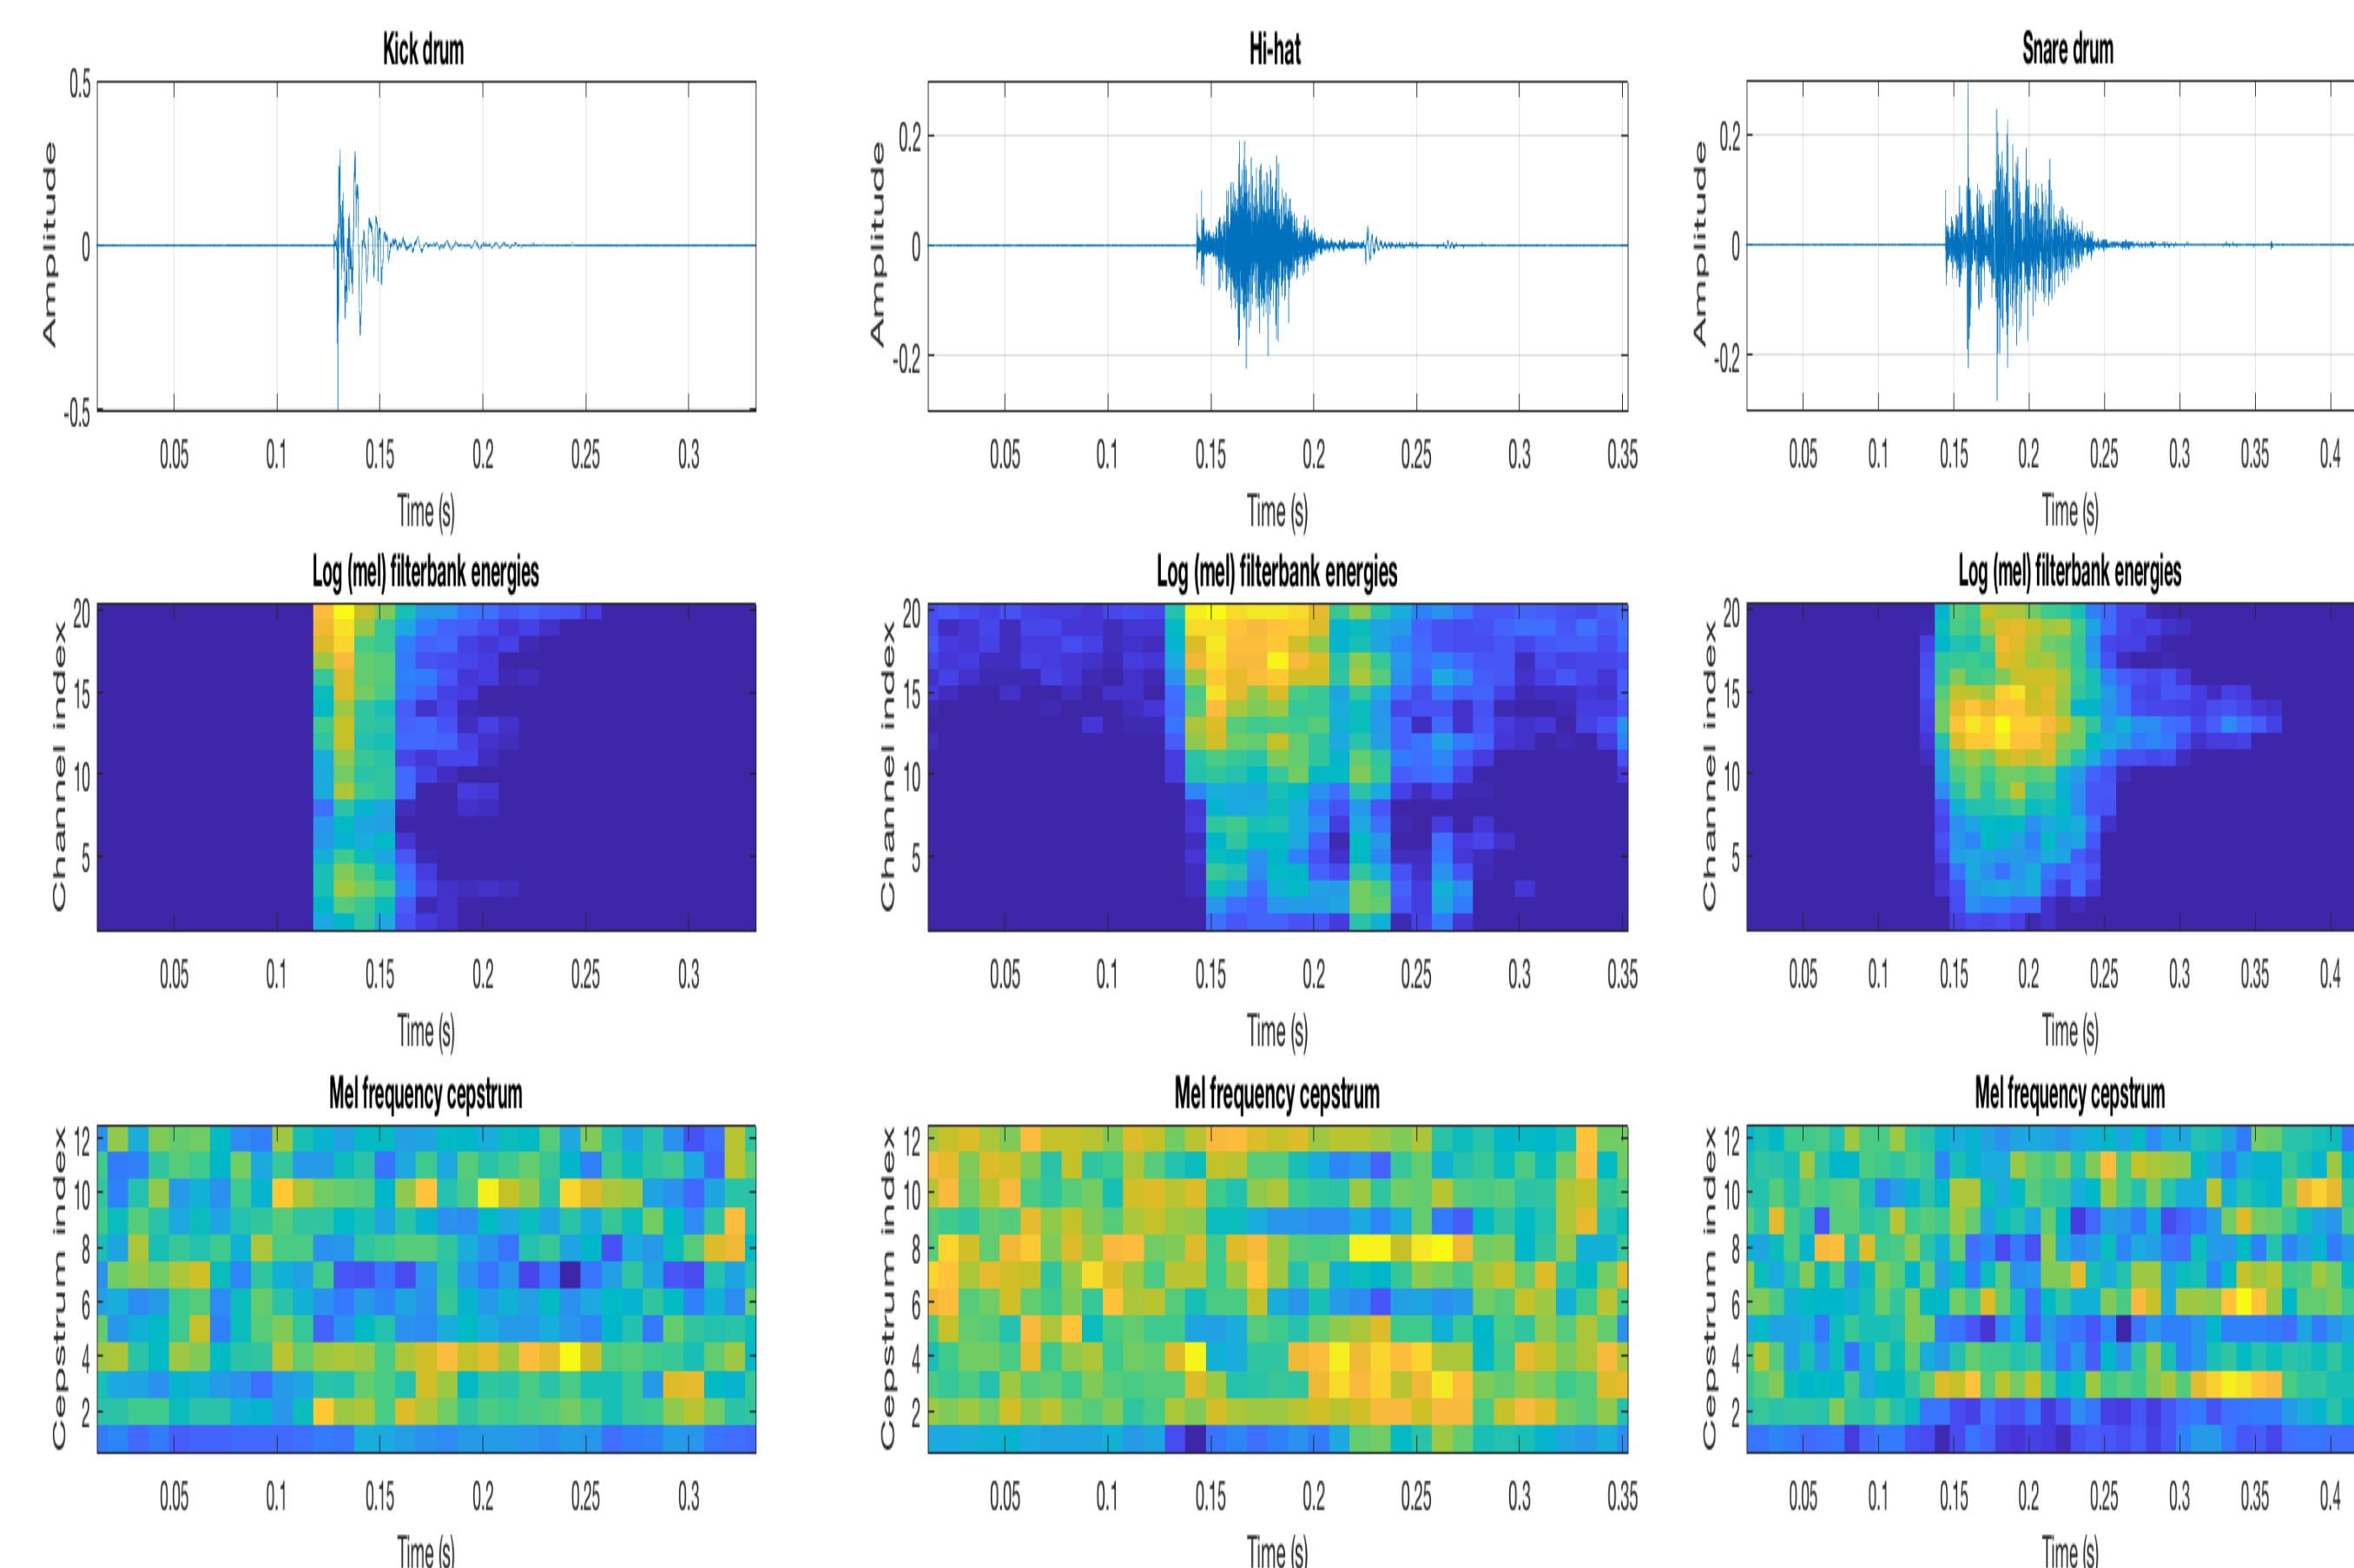 Kick drum Hi-hat Snare drum
0.5 0 -0.5 Amplitude
0.2 0 -0.2 Amplitude
0.2 0 -0.2 Amplitude
0.05 0.1 0.15 0.2 0.25 0.3
0.05 0.1 0.15 0.2 0.25 0.3 0.35
0.05 0.1 0.15 0.2 0.25 0.3 0.35 0.4
Time (s) Time (s) Time (s)
Log (mel) filterbank energies Log (mel) filterbank energies Log (mel) filterbank energies
20 15 10 5 Channel index
20 15 10 5 Channel index
20 15 10 5 Channel index
0.05 0.1 0.15 0.2 0.25 0.3
0.05 0.1 0.15 0.2 0.25 0.3 0.35
0.05 0.1 0.15 0.2 0.25 0.3 0.35 0.4
Time (s) Time (s) Time (s)
Mel frequency cepstrum Mel frequency cepstrum Mel frequency cepstrum
12 10 8 6 4 2 Cepstrum index
12 10 8 6 4 2 Cepstrum index
12 10 8 6 4 2 Cepstrum index
0.05 0.1 0.15 0.2 0.25 0.3
0.05 0.1 0.15 0.2 0.25 0.3 0.35
0.05 0.1 0.15 0.2 0.25 0.3 0.35 0.4
Time (s) Time (s) Time (s)